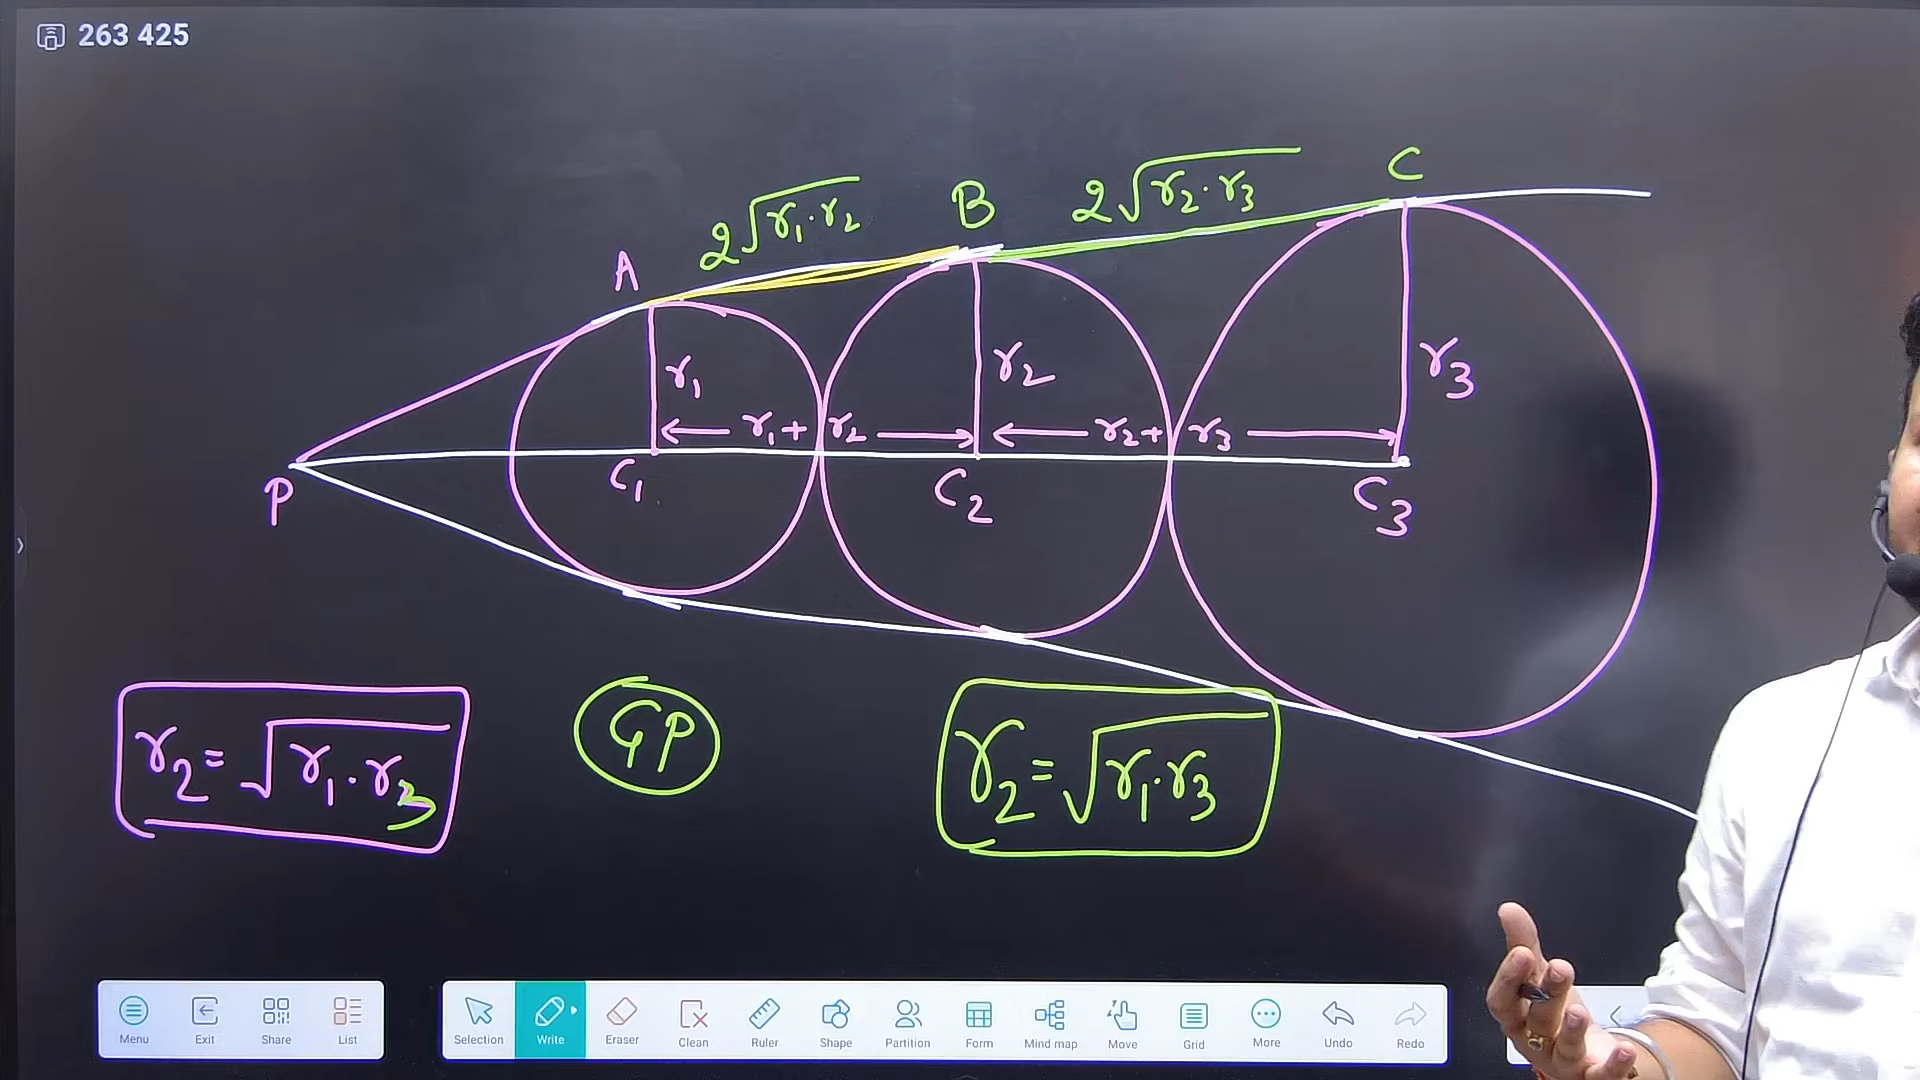 263 425
2√r₁·r₂
B
2√r₂·r₃
C
A
r₁
r₂
r₃
r₁+ r₂
r₂+ r₃
P
C₁
C₂
C₃
r₂=√r₁·r₃
GP
r₂=√r₁·r₃
Menu
Exit
Share
List
Selection
Write
Eraser
Clean
Ruler
Shape
Partition
Form
Mind map
Move
Grid
More
Undo
Redo